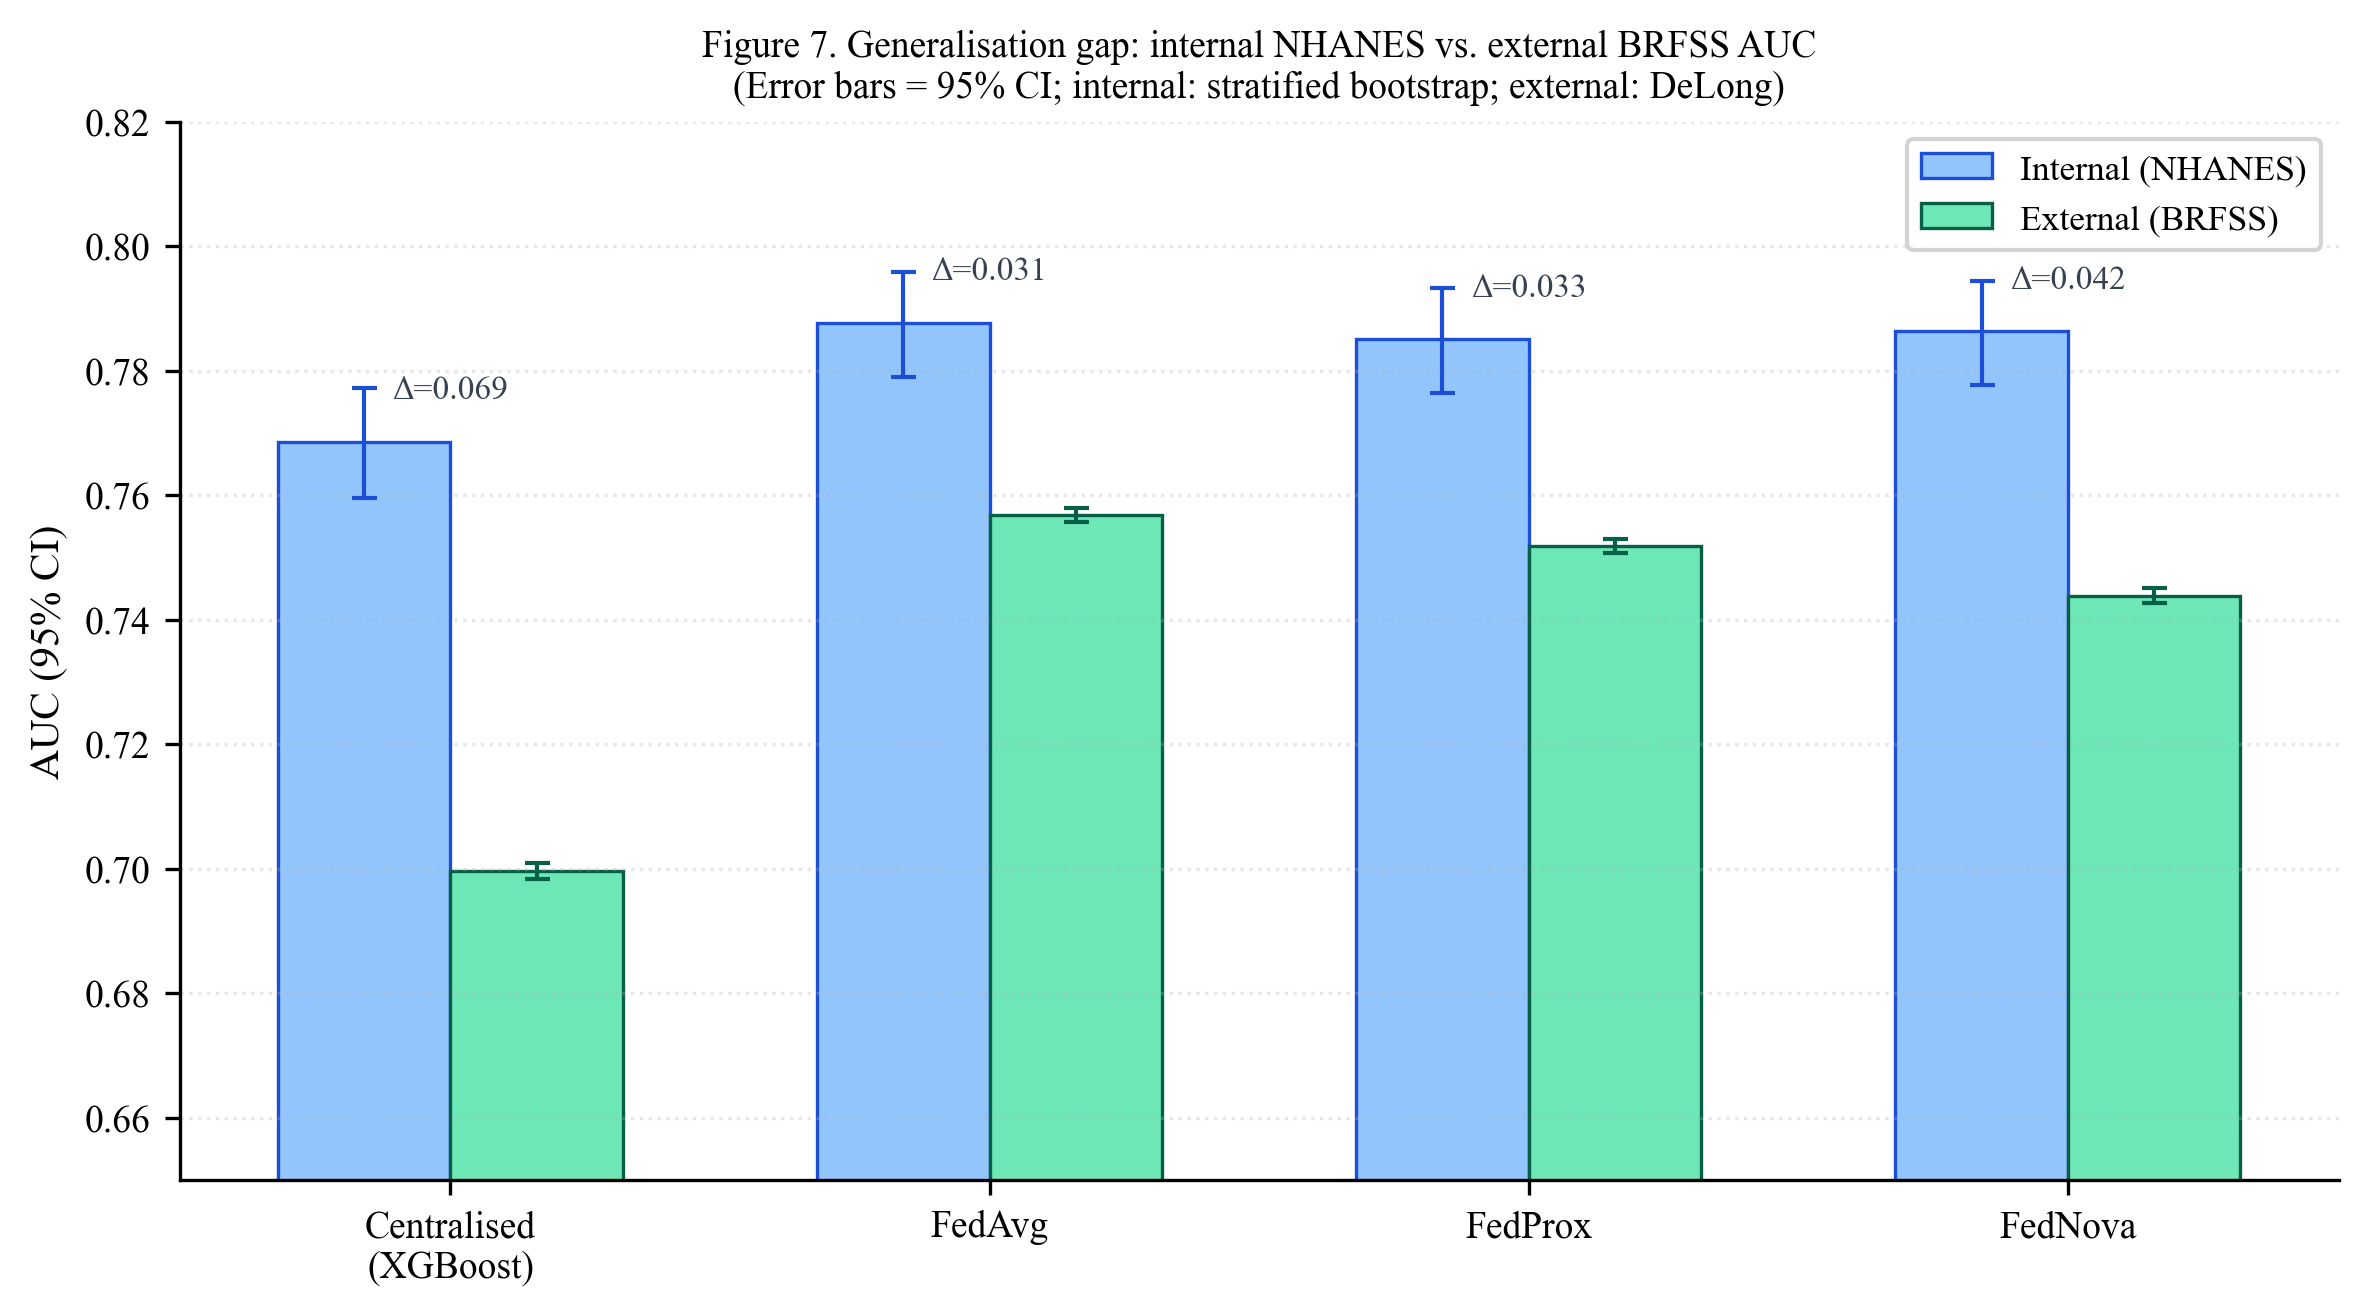 Figure 7. Generalisation gap: internal NHANES vs. external BRFSS AUC
(Error bars = 95% CI; internal: stratified bootstrap; external: DeLong)
AUC (95% CI)
0.82
0.80
0.78
0.76
0.74
0.72
0.70
0.68
0.66
Internal (NHANES)
External (BRFSS)
Δ=0.069
Δ=0.031
Δ=0.033
Δ=0.042
Centralised
(XGBoost)
FedAvg
FedProx
FedNova